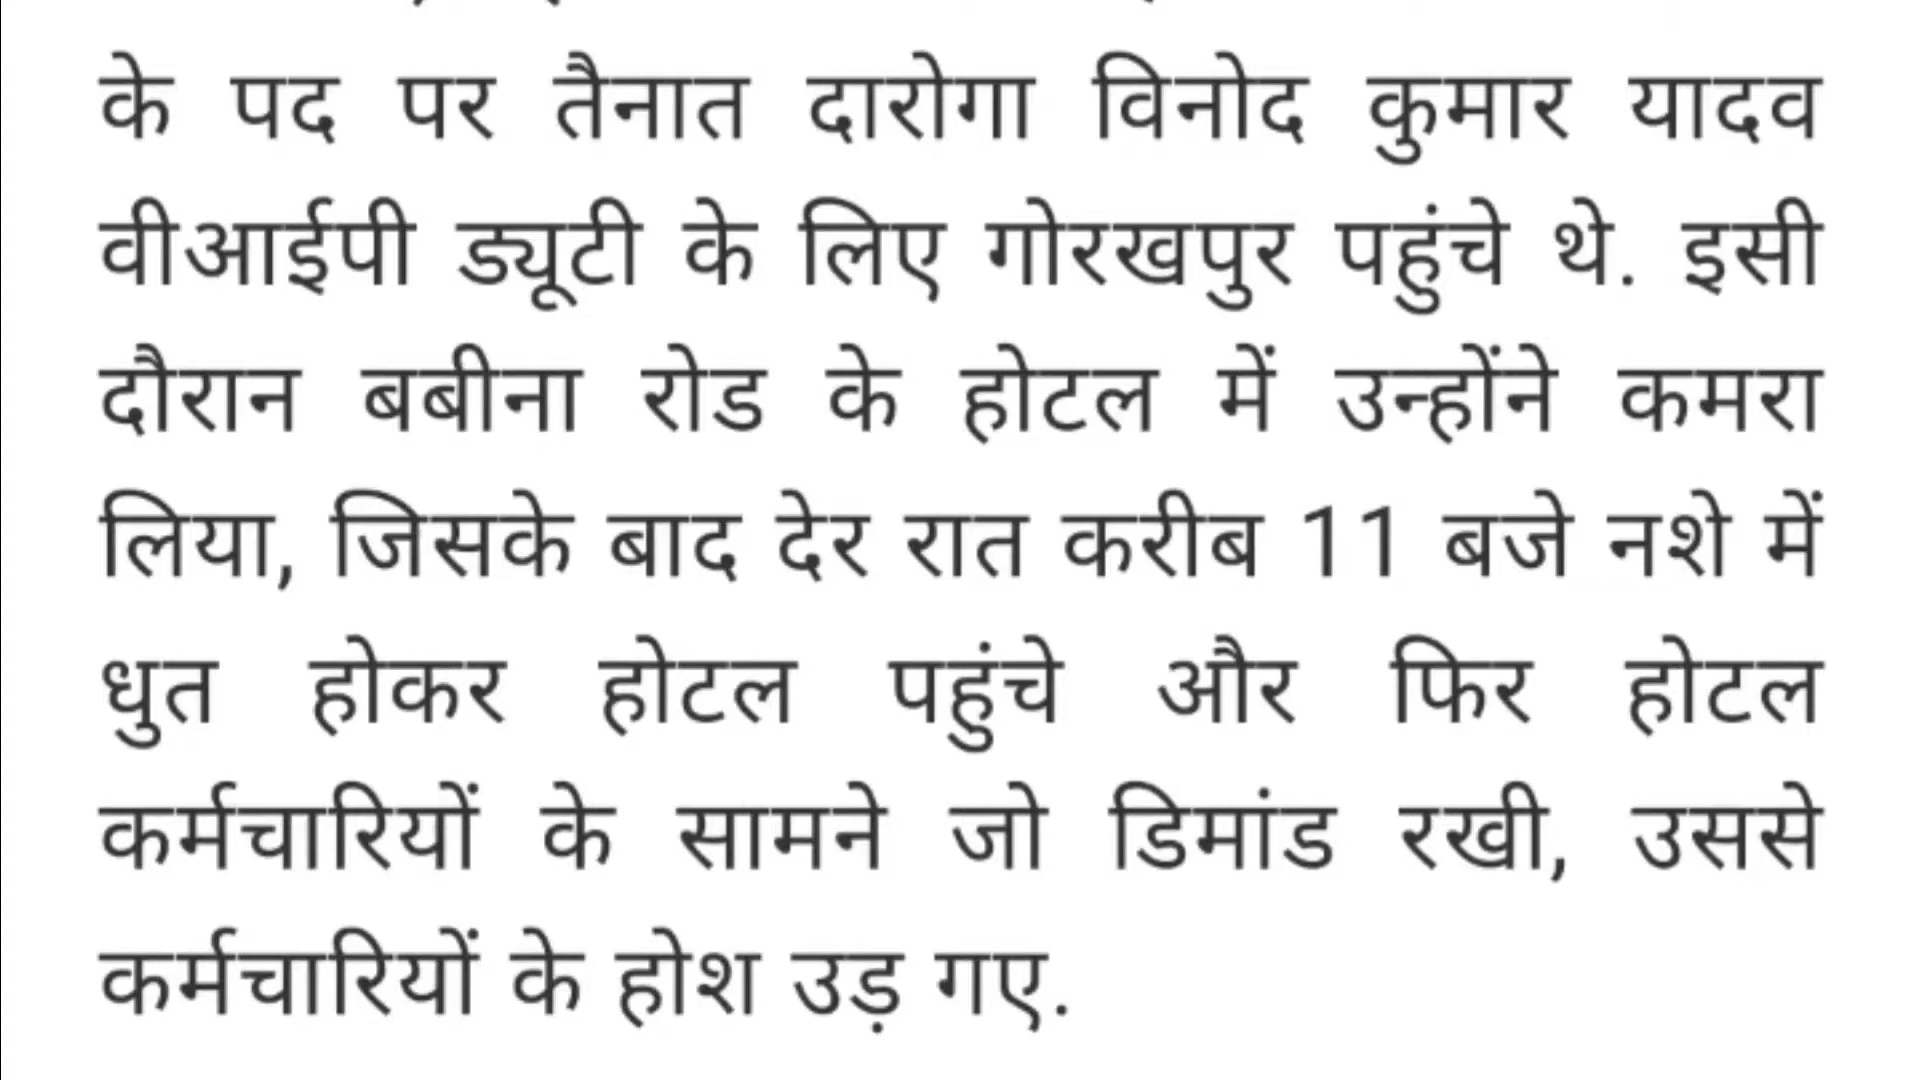 के पद पर तैनात दारोगा विनोद कुमार यादव
वीआईपी ड्यूटी के लिए गोरखपुर पहुंचे थे. इसी
दौरान बबीना रोड के होटल में उन्होंने कमरा
लिया, जिसके बाद देर रात करीब 11 बजे नशे में
धुत होकर होटल पहुंचे और फिर होटल
कर्मचारियों के सामने जो डिमांड रखी, उससे
कर्मचारियों के होश उड़ गए.